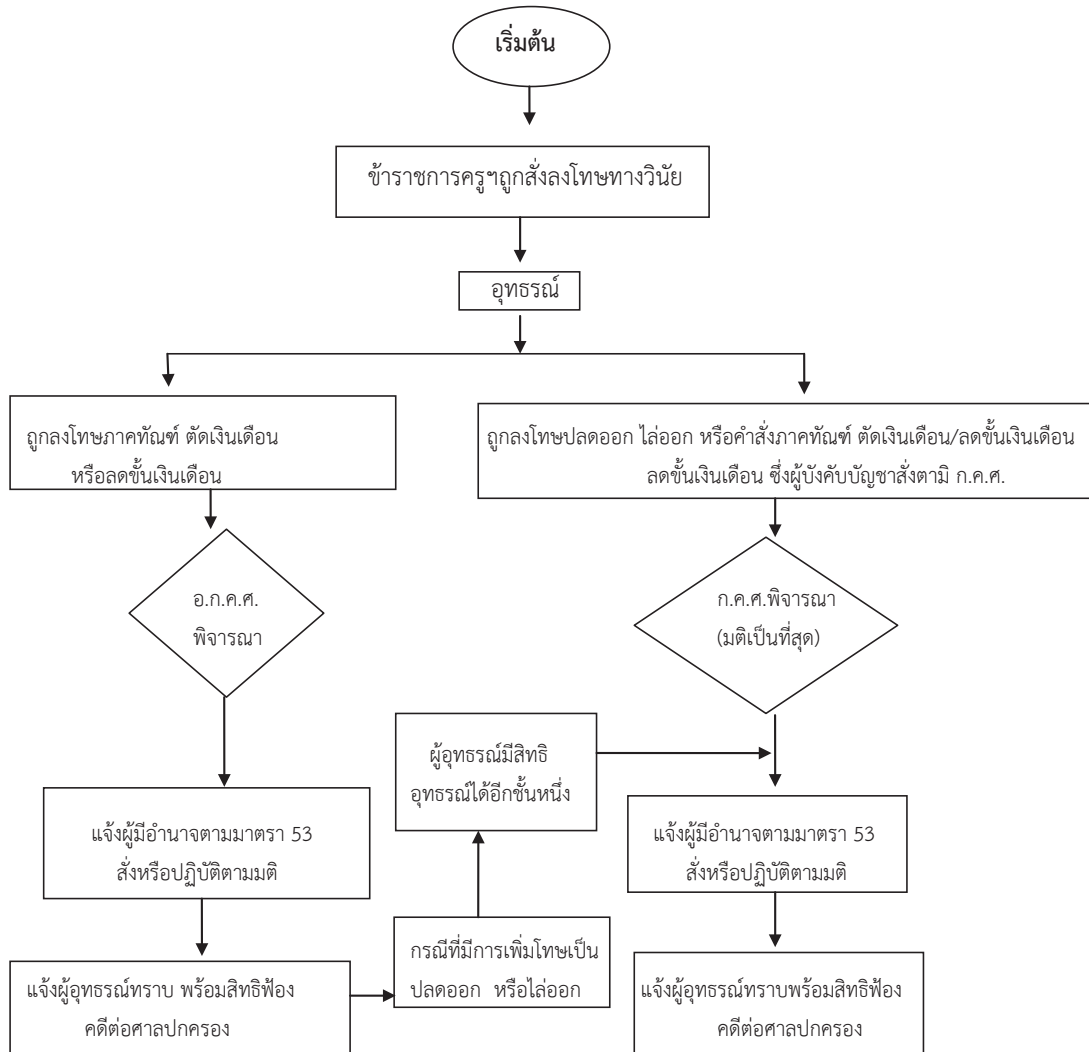 เริ่มต้น
ข้าราชการครูฯถูกสั่งลงโทษทางวินัย
อุทธรณ์
ถูกลงโทษภาคทัณฑ์ ตัดเงินเดือน
หรือลดขั้นเงินเดือน
ถูกลงโทษปลดออก ไล่ออก หรือคำสั่งภาคทัณฑ์ ตัดเงินเดือน/ลดขั้นเงินเดือน
ลดขั้นเงินเดือน ซึ่งผู้บังคับบัญชาสั่งตามิ ก.ค.ศ.
อ.ก.ค.ศ.
พิจารณา
ก.ค.ศ.พิจารณา
(มติเป็นที่สุด)
ผู้อุทธรณ์มีสิทธิ
อุทธรณ์ได้อีกชั้นหนึ่ง
แจ้งผู้มีอำนาจตามมาตรา 53
สั่งหรือปฏิบัติตามมติ
แจ้งผู้มีอำนาจตามมาตรา 53
สั่งหรือปฏิบัติตามมติ
กรณีที่มีการเพิ่มโทษเป็น
ปลดออก หรือไล่ออก
แจ้งผู้อุทธรณ์ทราบ พร้อมสิทธิฟ้อง
คดีต่อศาลปกครอง
แจ้งผู้อุทธรณ์ทราบพร้อมสิทธิฟ้อง
คดีต่อศาลปกครอง